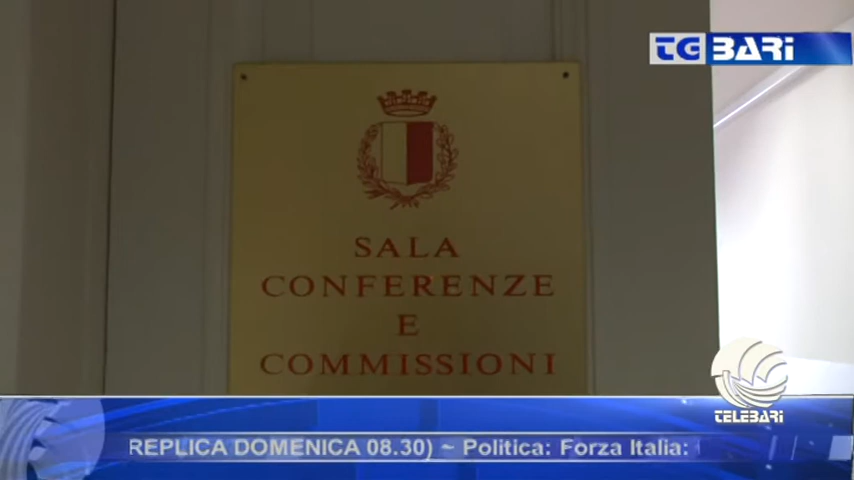 TG BARI
SALA
CONFERENZE
E
COMMISSIONI
TELEBARI
REPLICA DOMENICA 08.30) ~ Politica: Forza Italia: